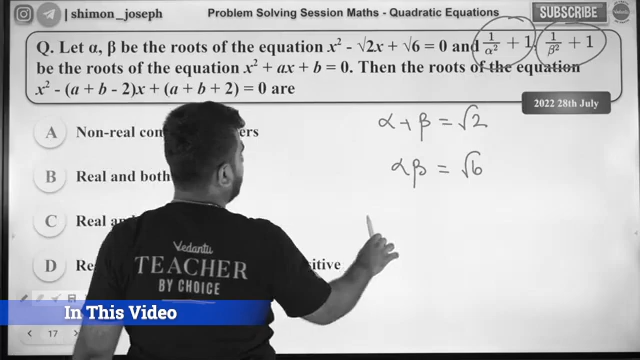 | shimon_joseph
Problem Solving Session Maths - Quadratic Equations
SUBSCRIBE
Q. Let α, β be the roots of the equation x² - √2x + √6 = 0 and 1/α² + 1, 1/β² + 1
be the roots of the equation x² + ax + b = 0. Then the roots of the equation
x² - (a + b - 2)x + (a + b + 2) = 0 are
2022 28th July
α + β = √2
A Non-real
αβ = √6
B Real and both
C Real
D
Vedantu
TEACHER
BY CHOICE
In This Video
17